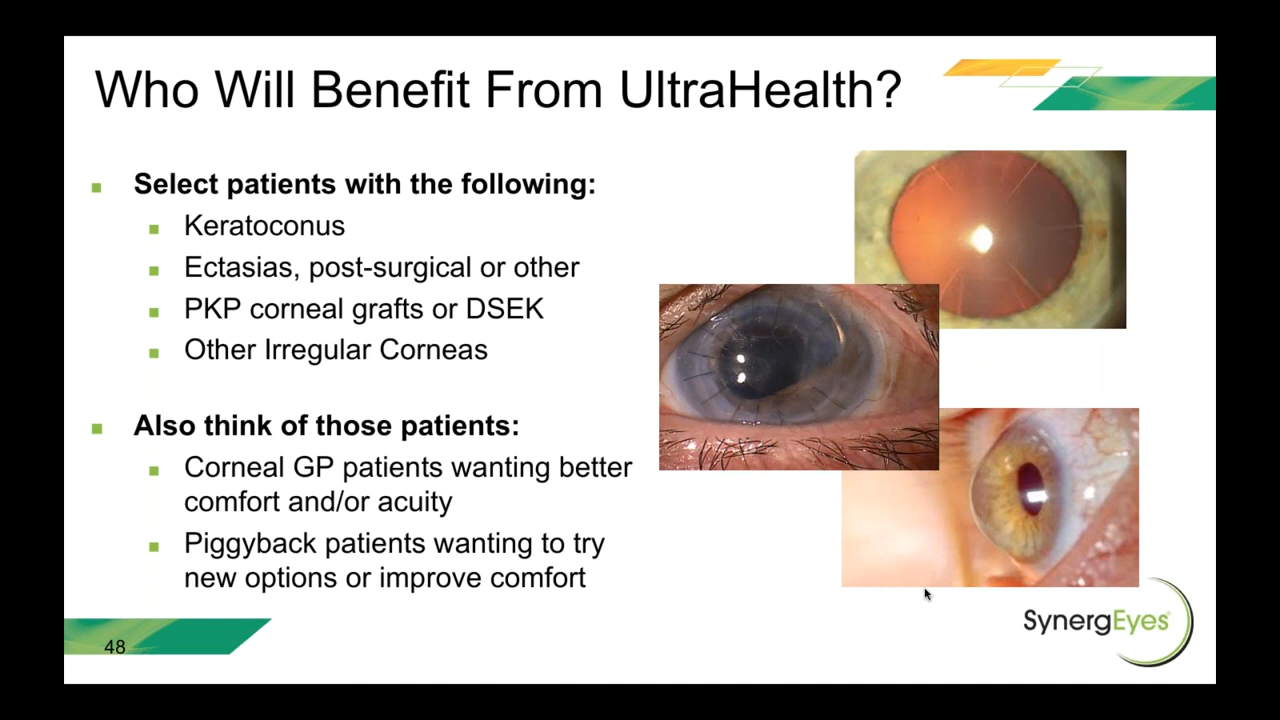 Who Will Benefit From UltraHealth?
Select patients with the following:
Keratoconus
Ectasias, post-surgical or other
PKP corneal grafts or DSEK
Other Irregular Corneas
Also think of those patients:
Corneal GP patients wanting better
comfort and/or acuity
Piggyback patients wanting to try
new options or improve comfort
48
SynergEyes®